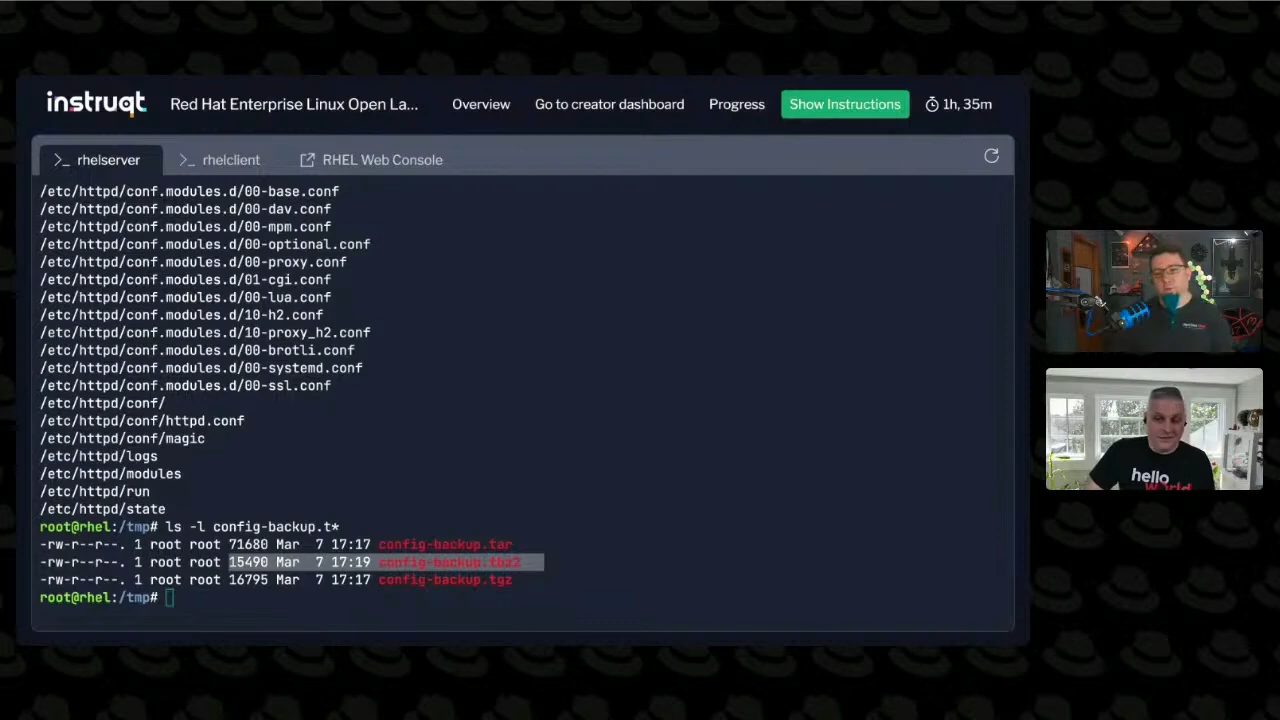 instruqt Red Hat Enterprise Linux Open La... Overview Go to creator dashboard Progress Show Instructions 1h, 35m
>_ rhelserver >_ rhelclient RHEL Web Console
/etc/httpd/conf.modules.d/00-base.conf
/etc/httpd/conf.modules.d/00-dav.conf
/etc/httpd/conf.modules.d/00-mpm.conf
/etc/httpd/conf.modules.d/00-optional.conf
/etc/httpd/conf.modules.d/00-proxy.conf
/etc/httpd/conf.modules.d/01-cgi.conf
/etc/httpd/conf.modules.d/00-lua.conf
/etc/httpd/conf.modules.d/10-h2.conf
/etc/httpd/conf.modules.d/10-proxy_h2.conf
/etc/httpd/conf.modules.d/00-brotli.conf
/etc/httpd/conf.modules.d/00-systemd.conf
/etc/httpd/conf.modules.d/00-ssl.conf
/etc/httpd/conf/
/etc/httpd/conf/httpd.conf
/etc/httpd/conf/magic
/etc/httpd/logs
/etc/httpd/modules
/etc/httpd/run
/etc/httpd/state
root@rhel:/tmp# ls -l config-backup.t*
-rw-r--r--. 1 root root 71680 Mar  7 17:17 config-backup.tar
-rw-r--r--. 1 root root 15490 Mar  7 17:19 config-backup.tbz2
-rw-r--r--. 1 root root 16795 Mar  7 17:17 config-backup.tgz
root@rhel:/tmp#
hello
world